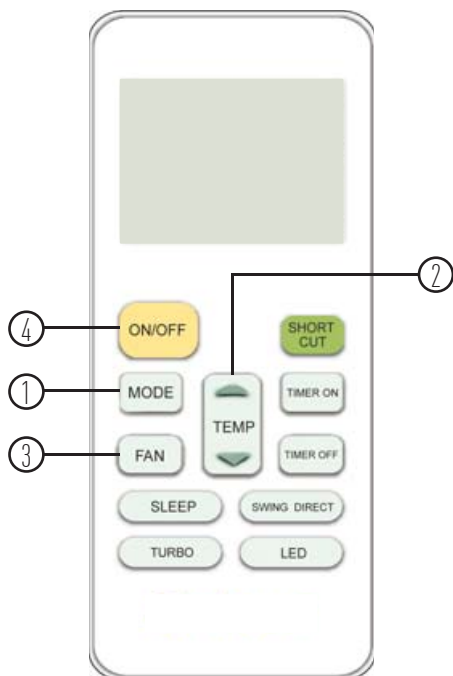 2
4
ON/OFF
SHORT
CUT
1
MODE
TEMP
TIMER ON
3
FAN
TIMER OFF
SLEEP
SWING DIRECT
TURBO
LED